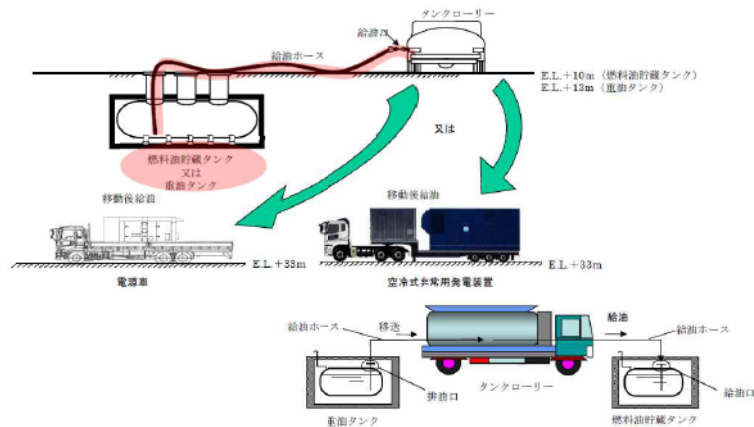 タンクローリー
給油口
給油ホース
E.L.+10m（燃料油貯蔵タンク）
E.L.+13m（重油タンク）
又は
燃料油貯蔵タンク
又は
重油タンク
移動後給油
移動後給油
E.L.+33m
E.L.+33m
電源車
空冷式非常用発電装置
給油ホース
移送
給油
給油ホース
排油口
タンクローリー
給油口
重油タンク
燃料油貯蔵タンク